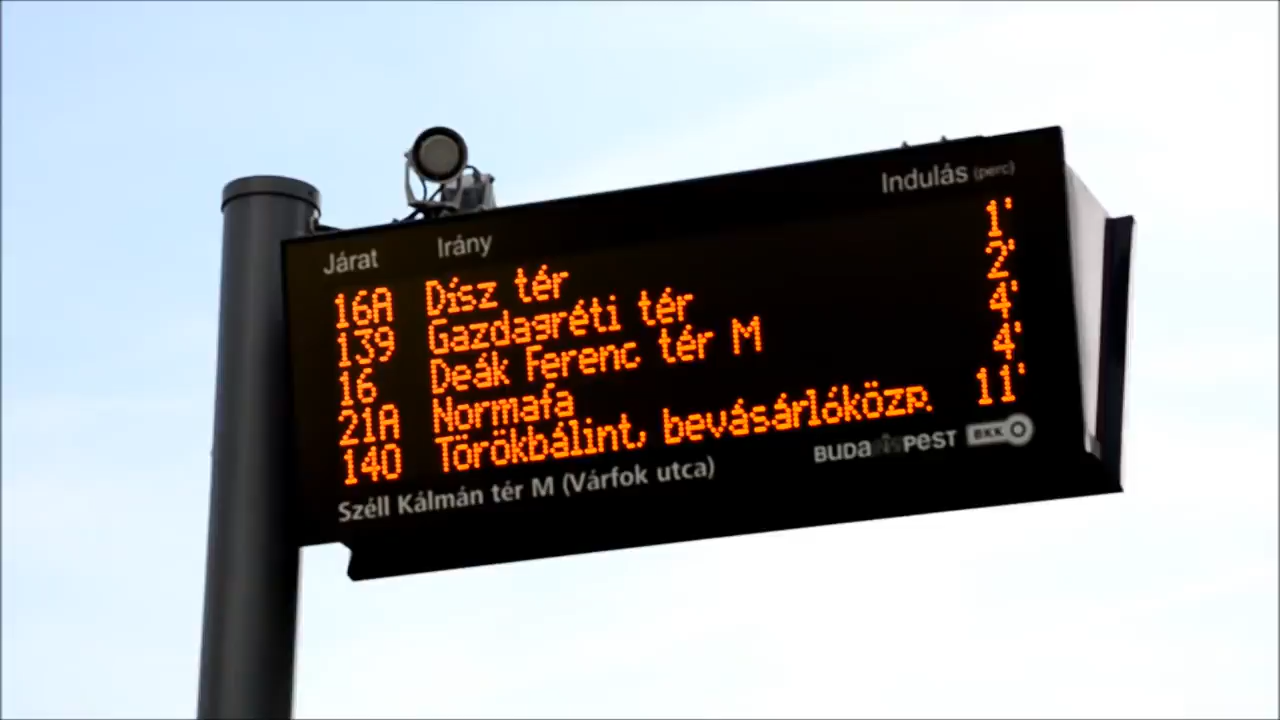 Járat Irány Indulás (perc)
16A Dísz tér 1'
139 Gazdagréti tér 2'
16 Deák Ferenc tér M 4'
21A Normafa 4'
140 Törökbálint, bevásárlóközp. 11'
Széll Kálmán tér M (Várfok utca) BUDAPEST BKK